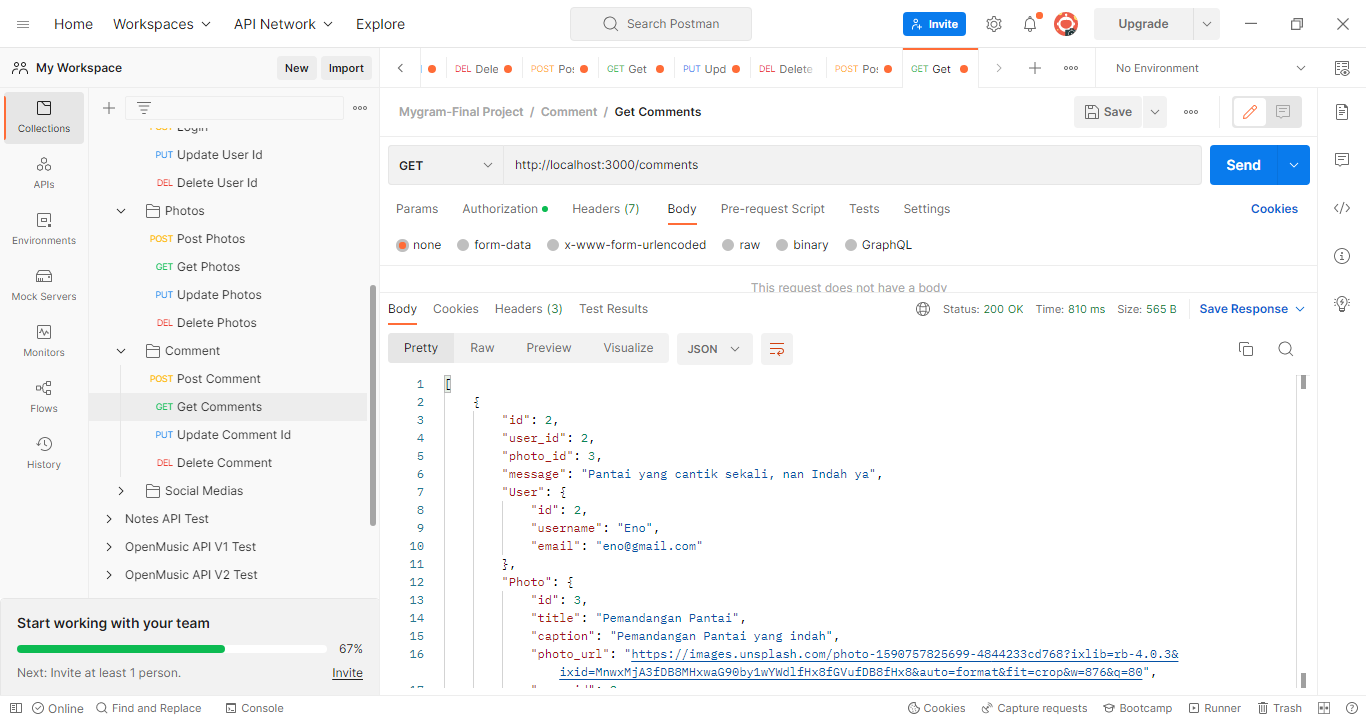 Home Workspaces API Network Explore Search Postman Invite Upgrade
My Workspace New Import
DEL Dele POST Pos GET Get PUT Upd DEL Delete POST Pos GET Get No Environment
Collections
APIs
Environments
Mock Servers
Monitors
Flows
History
POST Login
PUT Update User Id
DEL Delete User Id
Photos
POST Post Photos
GET Get Photos
PUT Update Photos
DEL Delete Photos
Comment
POST Post Comment
GET Get Comments
PUT Update Comment Id
DEL Delete Comment
Social Medias
Notes API Test
OpenMusic API V1 Test
OpenMusic API V2 Test
Start working with your team
67%
Next: Invite at least 1 person. Invite
Mygram-Final Project / Comment / Get Comments Save
GET http://localhost:3000/comments Send
Params Authorization Headers (7) Body Pre-request Script Tests Settings Cookies
none form-data x-www-form-urlencoded raw binary GraphQL
This request does not have a body
Body Cookies Headers (3) Test Results Status: 200 OK Time: 810 ms Size: 565 B Save Response
Pretty Raw Preview Visualize JSON
1 [
2 {
3 "id": 2,
4 "user_id": 2,
5 "photo_id": 3,
6 "message": "Pantai yang cantik sekali, nan Indah ya",
7 "User": {
8 "id": 2,
9 "username": "Eno",
10 "email": "eno@gmail.com"
11 },
12 "Photo": {
13 "id": 3,
14 "title": "Pemandangan Pantai",
15 "caption": "Pemandangan Pantai yang indah",
16 "photo_url": "https://images.unsplash.com/photo-1590757825699-4844233cd768?ixlib=rb-4.0.3&
ixid=MnwxMjA3fDB8MHxwaG90by1wYWdlfHx8fGVufDB8fHx8&auto=format&fit=crop&w=876&q=80",
Online Find and Replace Console Cookies Capture requests Bootcamp Runner Trash